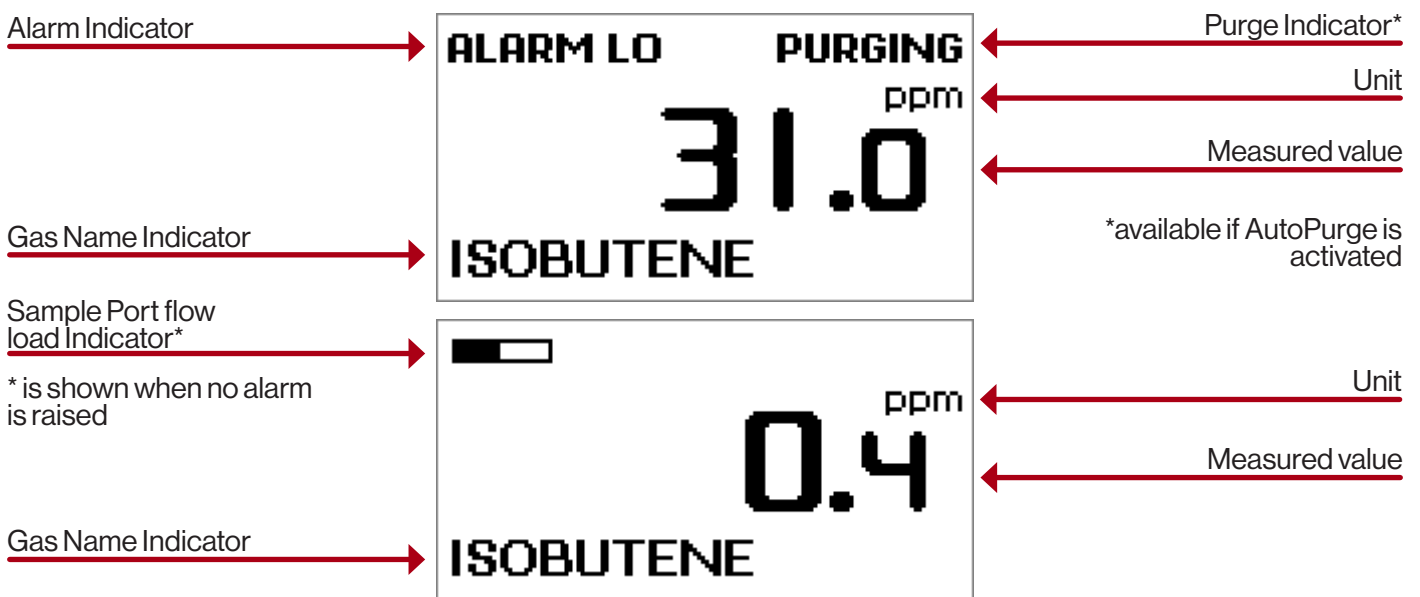 Alarm Indicator
ALARM LO PURGING
Purge Indicator*
ppm
Unit
31.0
Measured value
*available if AutoPurge is
activated
Gas Name Indicator
ISOBUTENE
Sample Port flow
load Indicator*
* is shown when no alarm
is raised
ppm
Unit
0.4
Measured value
Gas Name Indicator
ISOBUTENE